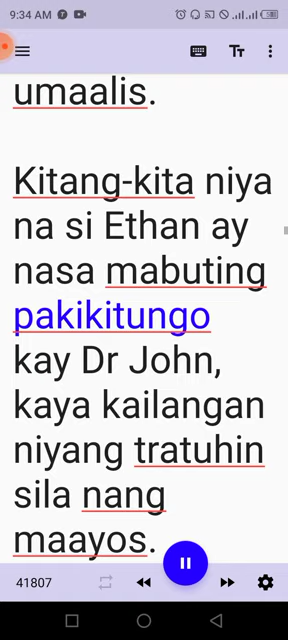 9:34 AM
umaalis.
Kitang-kita niya
na si Ethan ay
nasa mabuting
pakikitungo
kay Dr John,
kaya kailangan
niyang tratuhin
sila nang
maayos.
41807